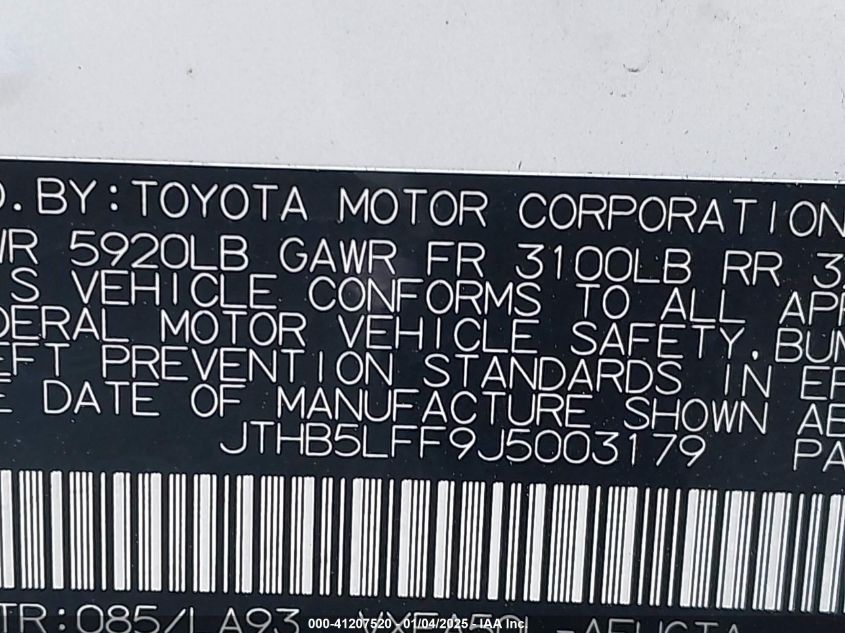 D.BY:TOYOTA MOTOR CORPORATION
WR 5920LB GAWR FR 3100LB RR 3
S VEHICLE CONFORMS TO ALL APP
DERAL MOTOR VEHICLE SAFETY.BUM
EFT PREVENTION STANDARDS IN EF
E DATE OF MANUFACTURE SHOWN AB
JTHB5LFF9J5003179 PA
TR:085/LA93
000-41207520 - 01/04/2025 - IAA Inc.